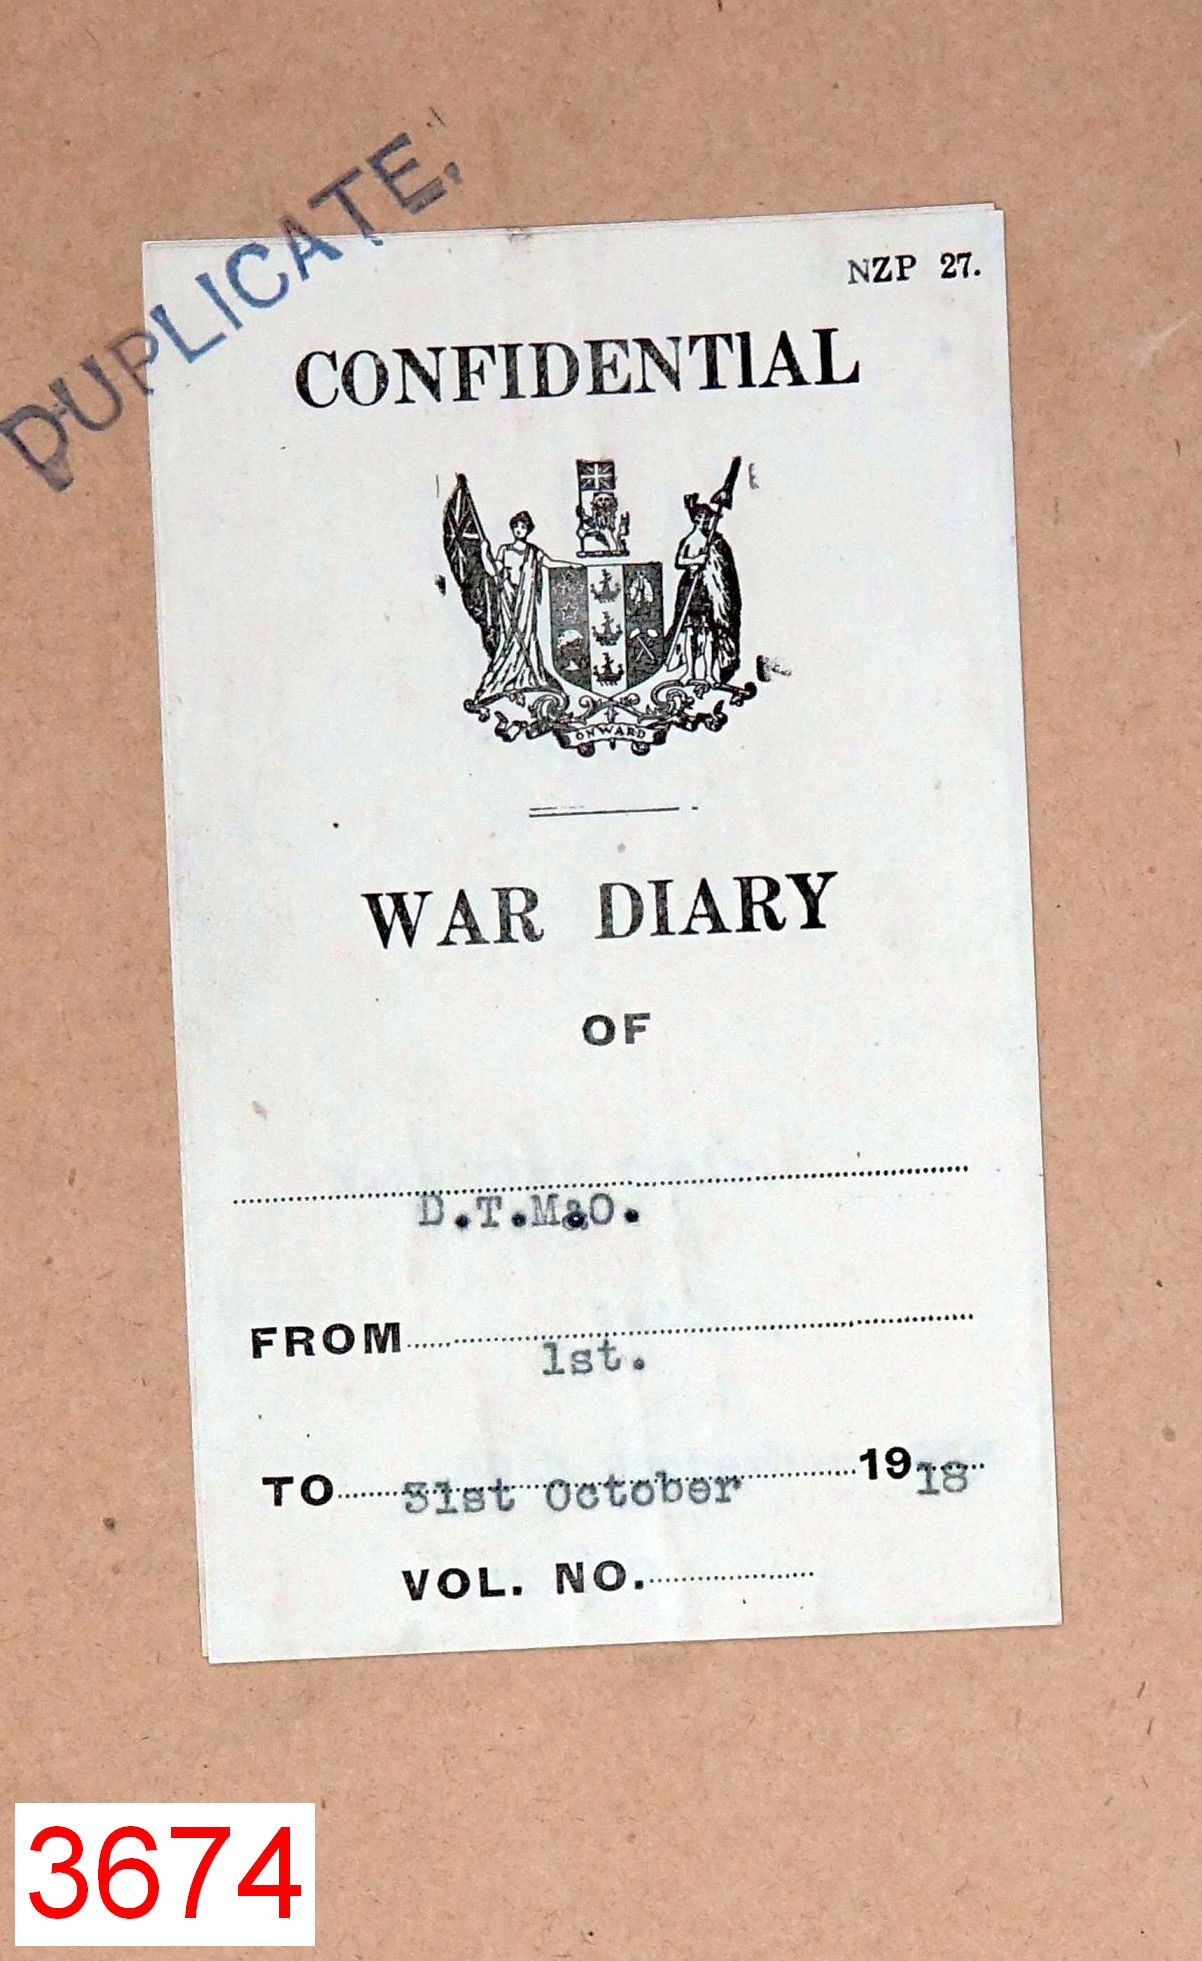 DUPLICATE.
NZP 27.
CONFIDENTIAL
ONWARD
WAR DIARY
OF
D.T.M&O.
FROM 1st.
TO 31st October 1918
VOL. NO.
3674